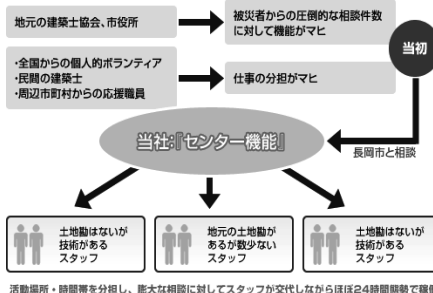 地元の建築士協会、市役所
被災者からの圧倒的な相談件数
に対して機能がマヒ
当初
・全国からの個人的ボランティア
・民間の建築士
・周辺市町村からの応援職員
仕事の分担がマヒ
当社:『センター機能』
長岡市と相談
土地勘はないが
技術がある
スタッフ
地元の土地勘が
あるが数少ない
スタッフ
土地勘はないが
技術がある
スタッフ
活動場所・時間帯を分担し、膨大な相談に対してスタッフが交代しながらほぼ24時間態勢で稼働